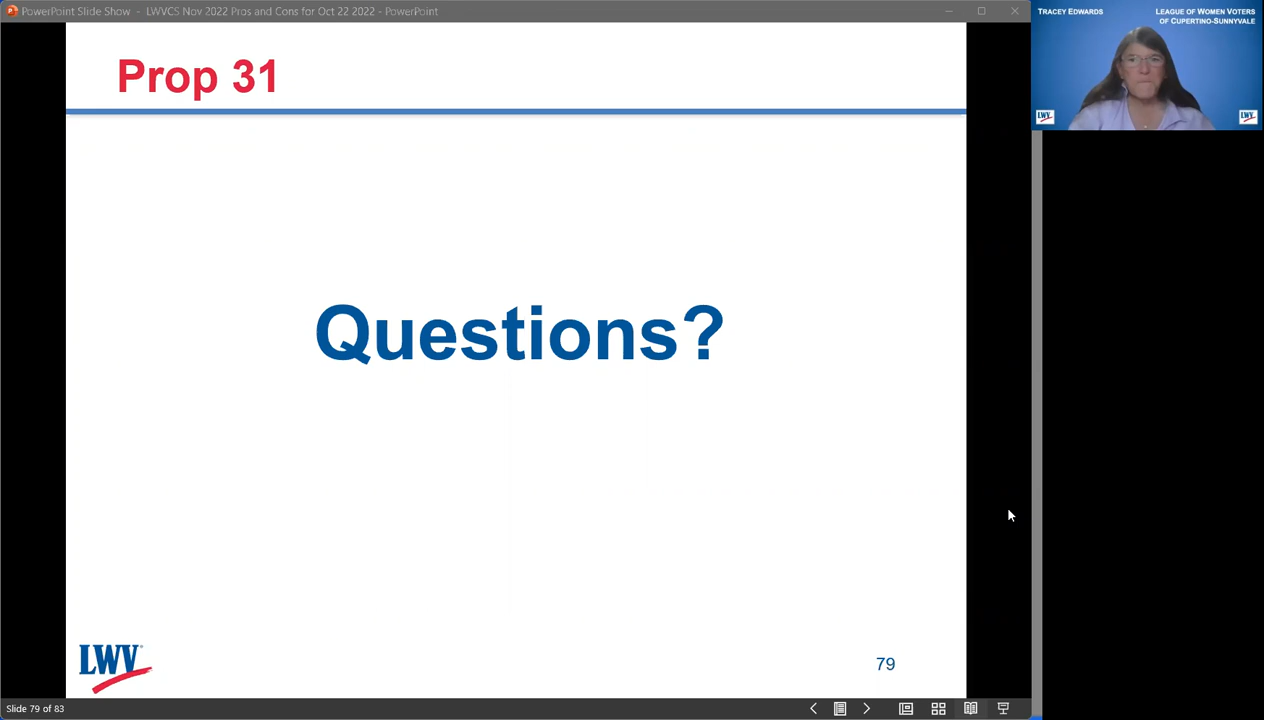 PowerPoint Slide Show - LWVCS Nov 2022 Pros and Cons for Oct 22 2022 - PowerPoint
TRACEY EDWARDS
LEAGUE OF WOMEN VOTERS
OF CUPERTINO-SUNNYVALE
LWV
LWV
Prop 31
Questions?
LWV
79
Slide 79 of 83